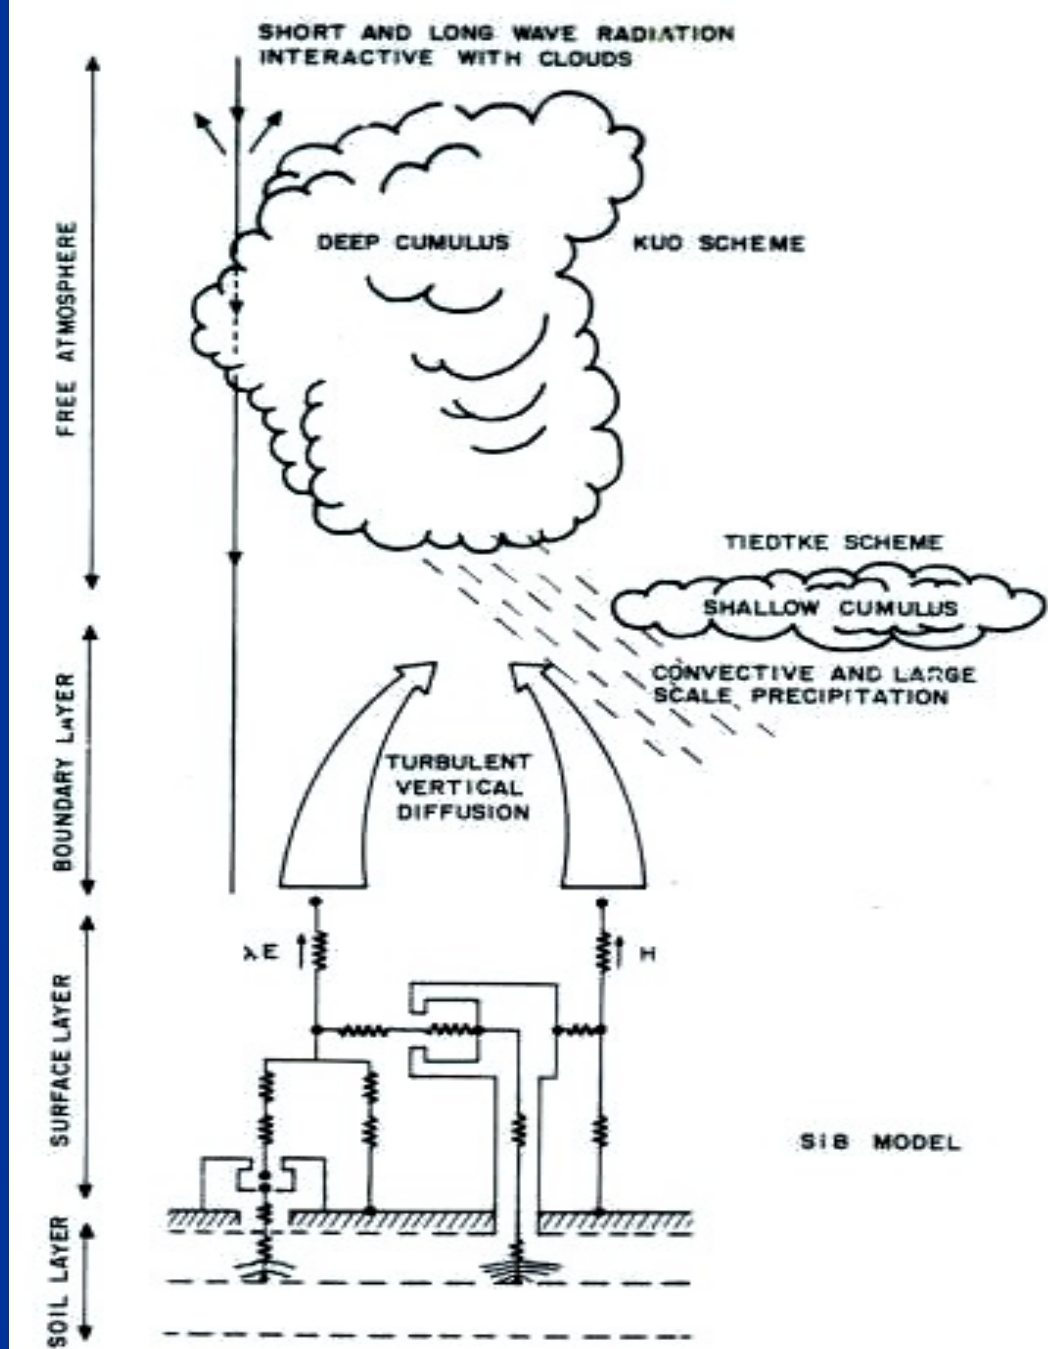 SHORT AND LONG WAVE RADIATION
INTERACTIVE WITH CLOUDS
FREE ATMOSPHERE
DEEP CUMULUS
KUO SCHEME
TIEDTKE SCHEME
SHALLOW CUMULUS
CONVECTIVE AND LARGE
SCALE PRECIPITATION
BOUNDARY LAYER
TURBULENT
VERTICAL
DIFFUSION
λE
H
SURFACE LAYER
SiB MODEL
SOIL LAYER